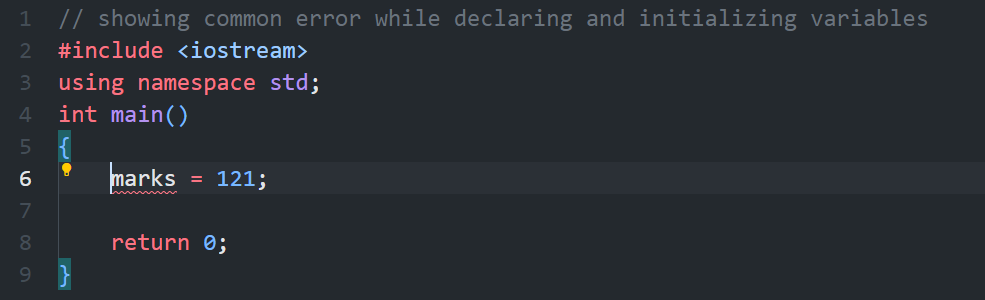 1 // showing common error while declaring and initializing variables
2 #include <iostream>
3 using namespace std;
4 int main()
5 {
6     marks = 121;
7
8     return 0;
9 }